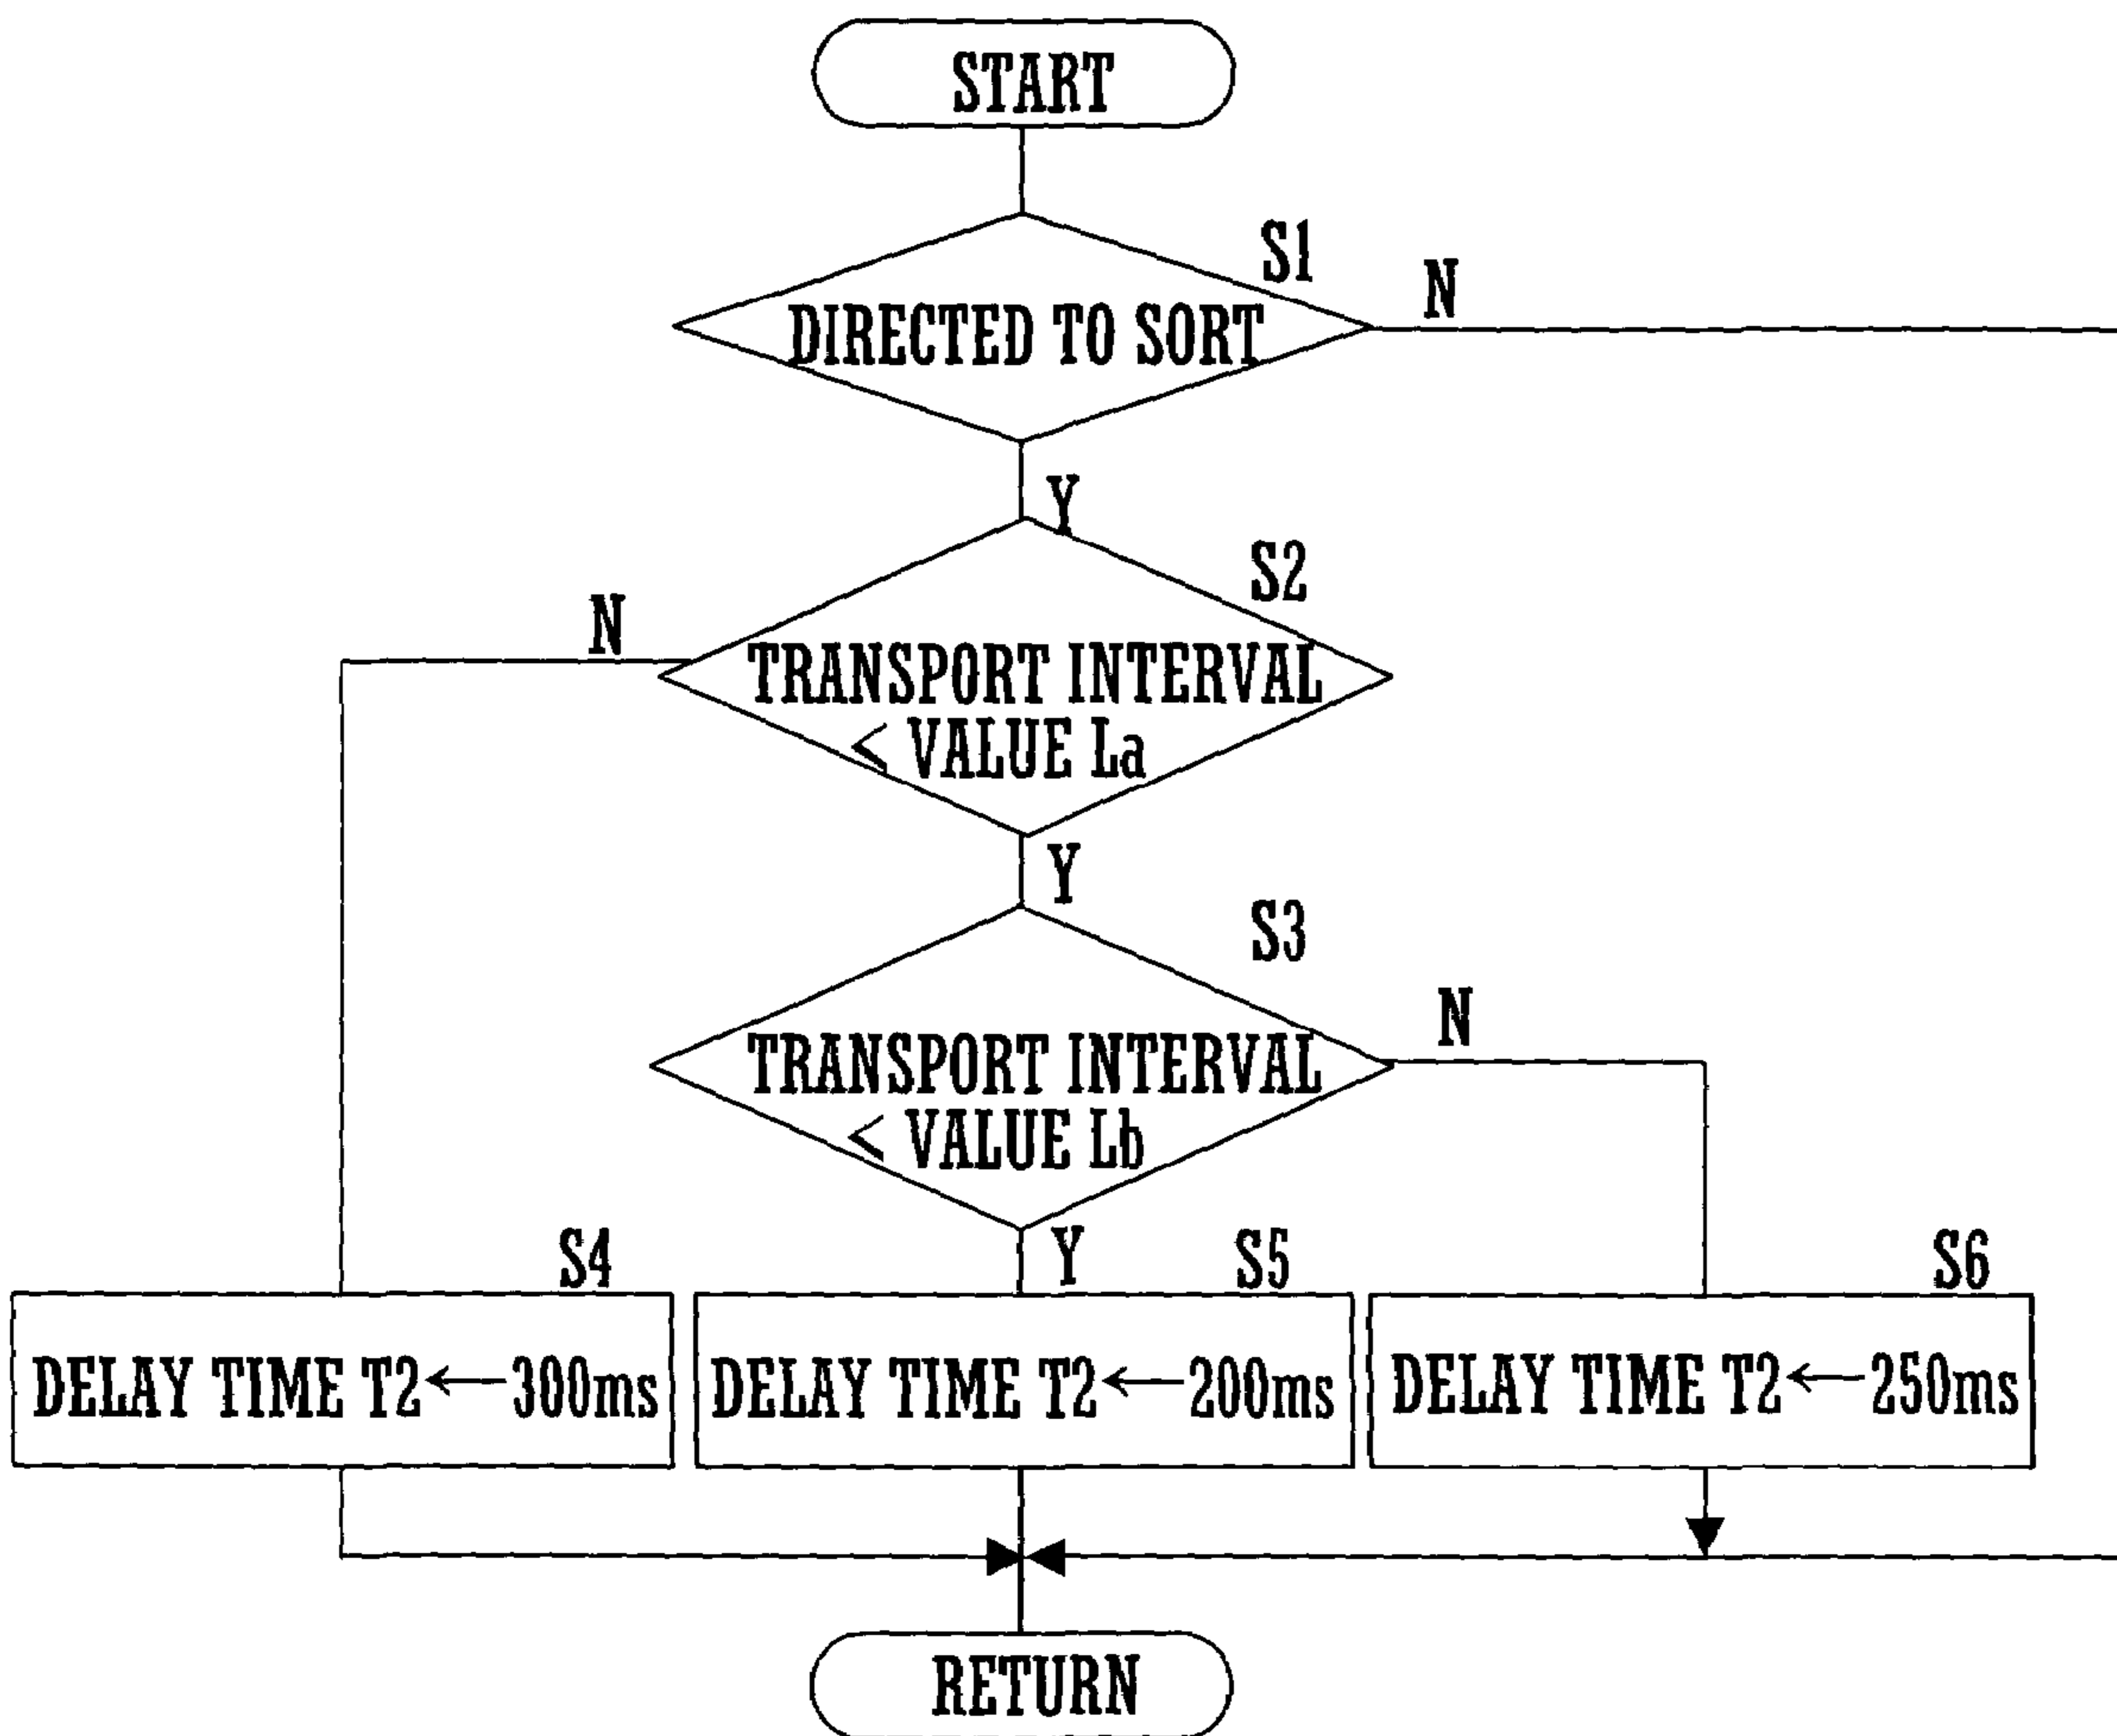 START
S1
N
DIRECTED TO SORT
Y
S2
N
TRANSPORT INTERVAL
< VALUE La
Y
S3
N
TRANSPORT INTERVAL
< VALUE Lb
Y
S4
S5
S6
DELAY TIME T2←300ms
DELAY TIME T2←200ms
DELAY TIME T2←250ms
RETURN